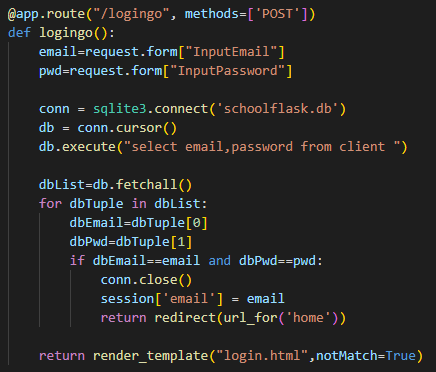 @app.route("/logingo", methods=['POST'])
def logingo():
    email=request.form["InputEmail"]
    pwd=request.form["InputPassword"]

    conn = sqlite3.connect('schoolflask.db')
    db = conn.cursor()
    db.execute("select email,password from client ")

    dbList=db.fetchall()
    for dbTuple in dbList:
        dbEmail=dbTuple[0]
        dbPwd=dbTuple[1]
        if dbEmail==email and dbPwd==pwd:
            conn.close()
            session['email'] = email
            return redirect(url_for('home'))

    return render_template("login.html",notMatch=True)